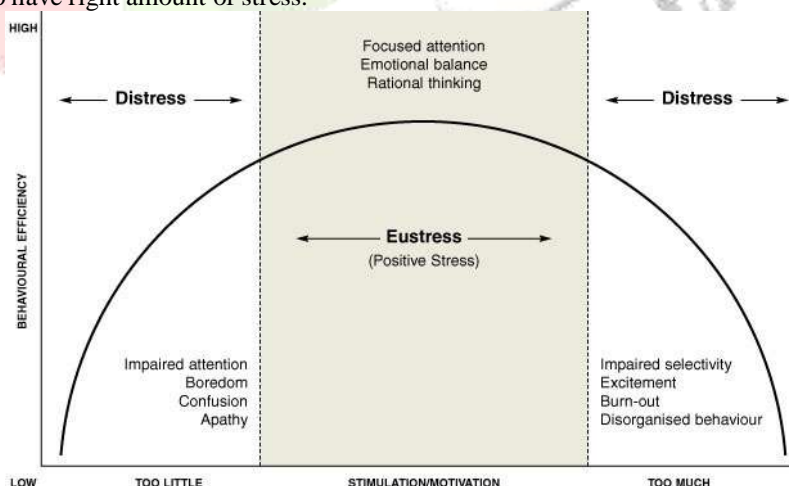 have right amount of stress.
HIGH
Focused attention
Emotional balance
Rational thinking
Distress
Distress
BEHAVIOURAL EFFICIENCY
Eustress
(Positive Stress)
Impaired attention
Boredom
Confusion
Apathy
Impaired selectivity
Excitement
Burn-out
Disorganised behaviour
LOW
TOO LITTLE
STIMULATION/MOTIVATION
TOO MUCH